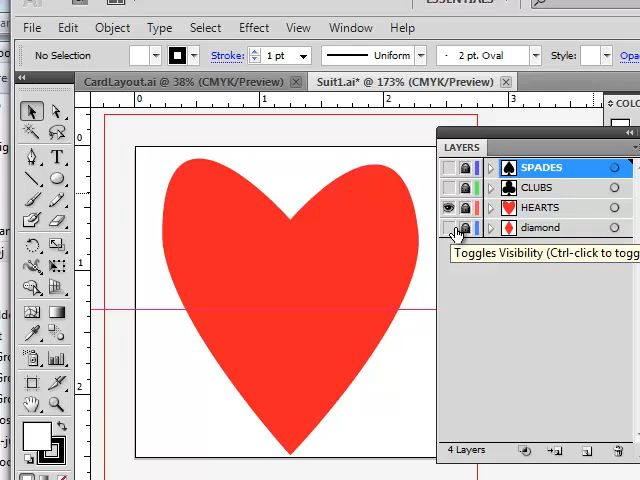 File Edit Object Type Select Effect View Window Help
No Selection Stroke: 1 pt Uniform 2 pt. Oval Style:
CardLayout.ai @ 38% (CMYK/Preview) Suit1.ai* @ 173% (CMYK/Preview)
0 1 2 3
0
1
2
COLO
LAYERS
SPADES
CLUBS
HEARTS
diamond
Toggles Visibility (Ctrl-click to togg
4 Layers